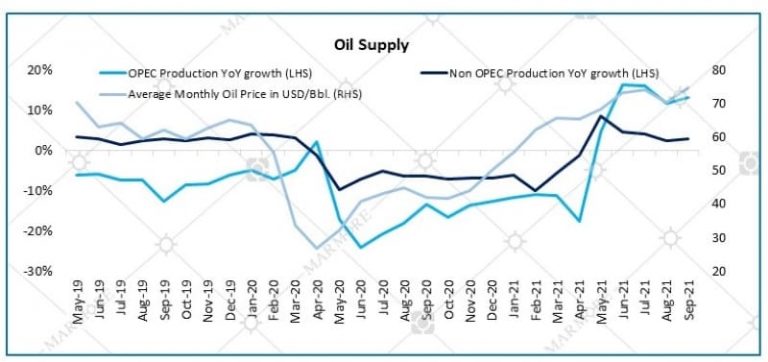 Oil Supply
OPEC Production YoY growth (LHS)
Non OPEC Production YoY growth (LHS)
Average Monthly Oil Price in USD/Bbl. (RHS)
20%
10%
0%
-10%
-20%
-30%
80
70
60
50
40
30
20
May-19
Jun-19
Jul-19
Aug-19
Sep-19
Oct-19
Nov-19
Dec-19
Jan-20
Feb-20
Mar-20
Apr-20
May-20
Jun-20
Jul-20
Aug-20
Sep-20
Oct-20
Nov-20
Dec-20
Jan-21
Feb-21
Mar-21
Apr-21
May-21
Jun-21
Jul-21
Aug-21
Sep-21
MARMORE
MARMORE
MARMORE
MARMORE